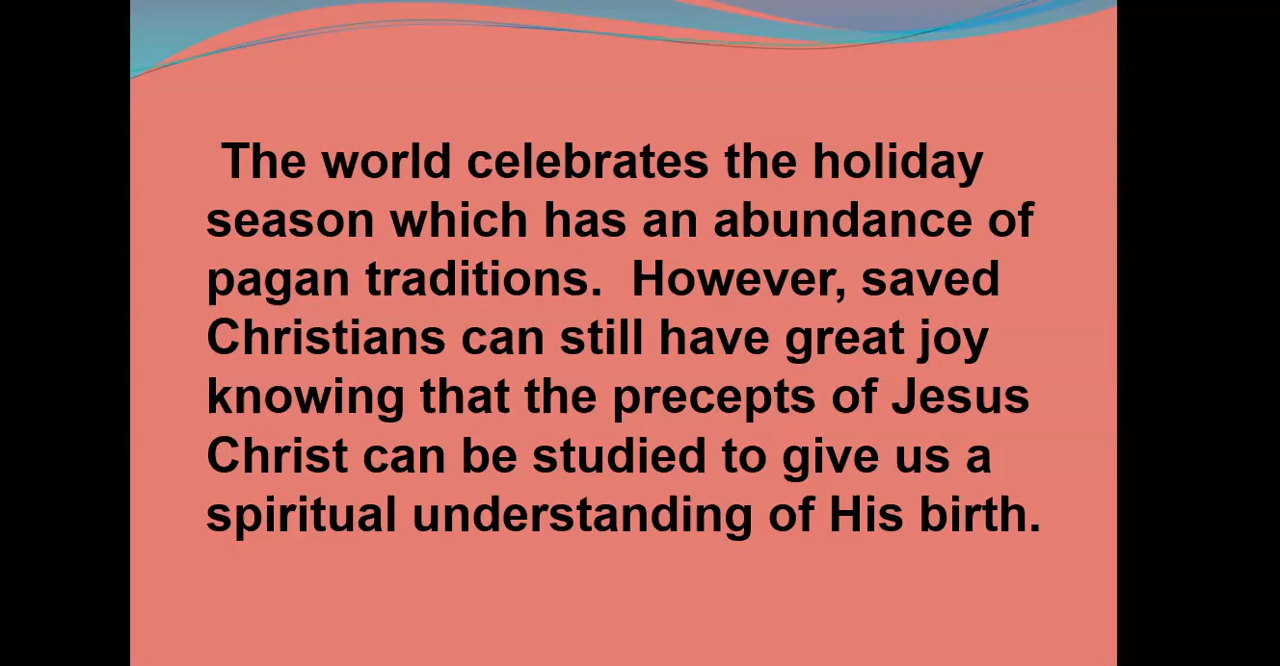 The world celebrates the holiday
season which has an abundance of
pagan traditions.  However, saved
Christians can still have great joy
knowing that the precepts of Jesus
Christ can be studied to give us a
spiritual understanding of His birth.